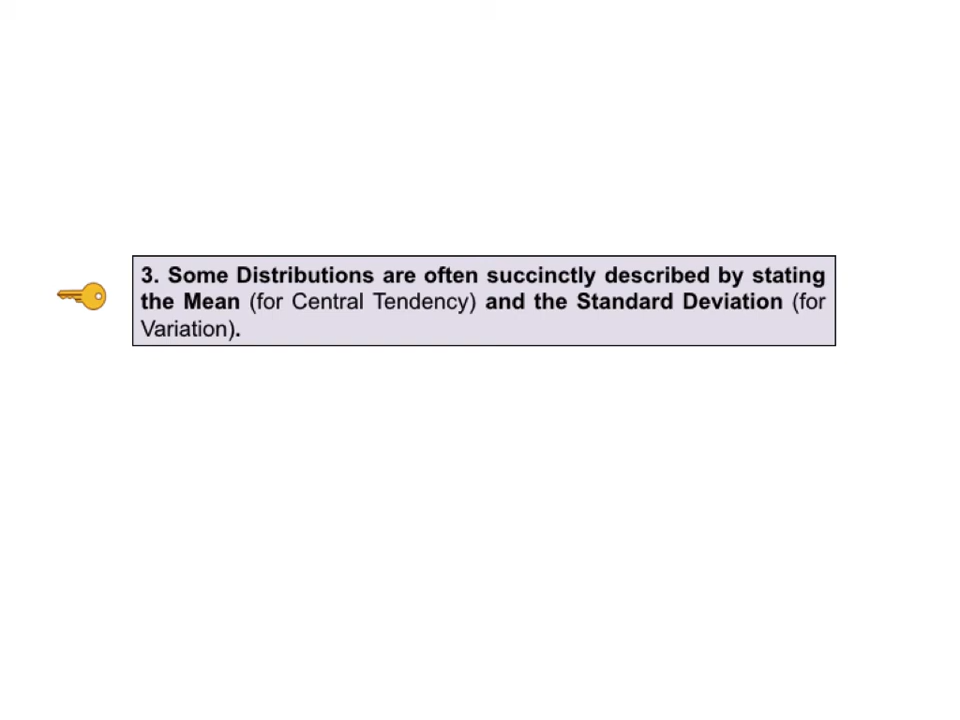 3. Some Distributions are often succinctly described by stating
the Mean (for Central Tendency) and the Standard Deviation (for
Variation).